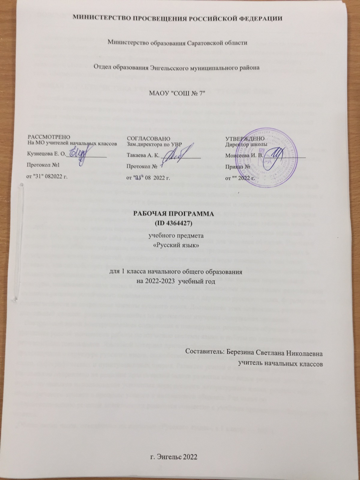 МИНИСТЕРСТВО ПРОСВЕЩЕНИЯ РОССИЙСКОЙ ФЕДЕРАЦИИ
Министерство образования Саратовской области
Отдел образования Энгельсского муниципального района
МАОУ "СОШ № 7"
РАССМОТРЕНО
На МО учителей начальных классов
Кузнецова Е. О.
Протокол №1
от "31" 082022 г.
СОГЛАСОВАНО
Зам.директора по УВР
А. К.
Протокол №
от "31" 08 2022 г.
УТВЕРЖДЕНО
Директор школы
И. В.
Приказ №
от "" 2022 г.
РАБОЧАЯ ПРОГРАММА
(ID 4364427)
учебного предмета
«Русский язык»
для 1 класса начального общего образования
на 2022-2023 учебный год
Составитель: Березина Светлана Николаевна
учитель начальных классов
г. Энгельс 2022